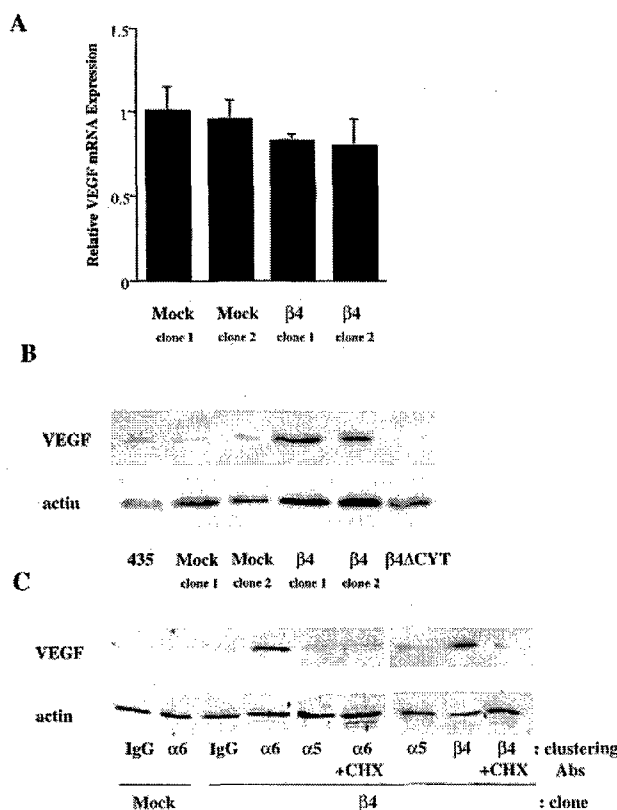 A
Relative VEGF mRNA Expression
1.5
1
0.5
0
Mock Mock β4 β4
clone 1 clone 2 clone 1 clone 2
B
VEGF
actin
435 Mock Mock β4 β4 β4ΔCYT
clone 1 clone 2 clone 1 clone 2
C
VEGF
actin
IgG α6 IgG α6 α5 α6 α5 β4 β4 : clustering
+CHX +CHX Abs
Mock β4 : clone